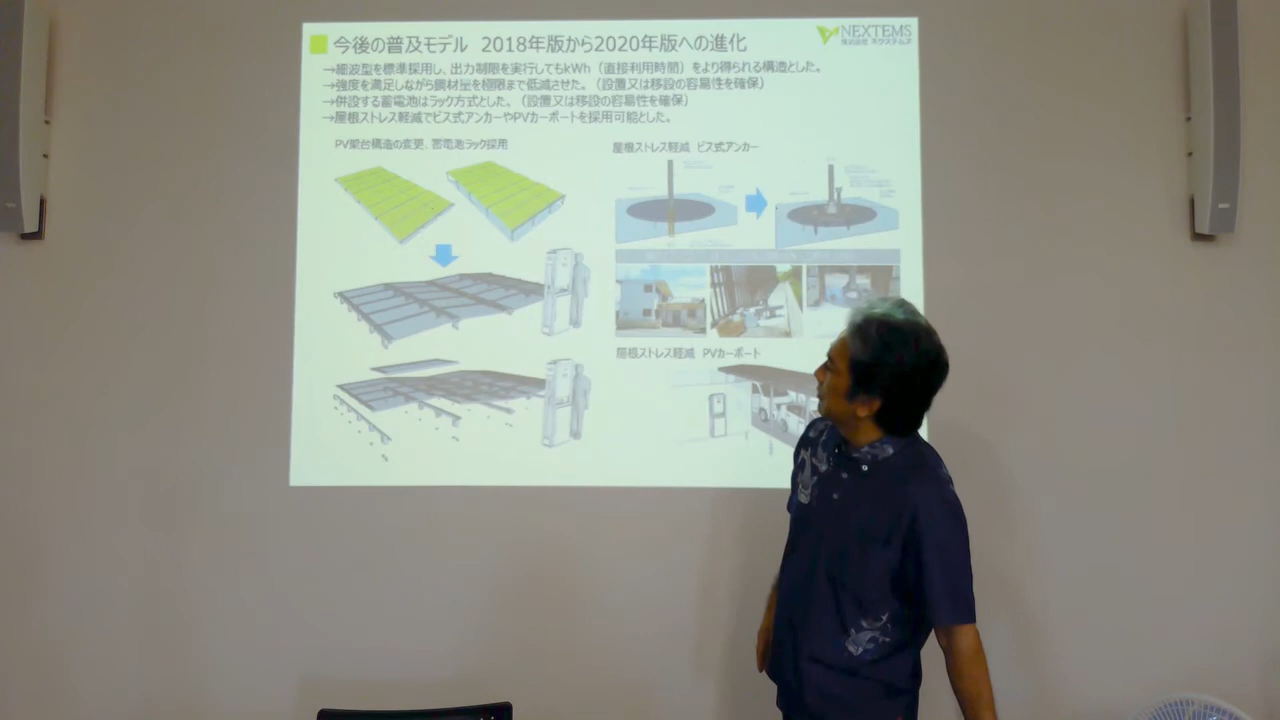 今後の普及モデル 2018年版から2020年版への進化
NEXTEMS
株式会社 ネクステムズ
→縦波型を標準採用し、出力制限を実行してもkWh（直接利用時間）をより得られる構造とした。
→強度を満足しながら鋼材量を極限まで低減させた。（設置又は移設の容易性を確保）
→併設する蓄電池はラック方式とした。（設置又は移設の容易性を確保）
→屋根ストレス軽減でビス式アンカーやPVカーポートを採用可能とした。
PV架台構造の変更、蓄電池ラック採用
屋根ストレス軽減 ビス式アンカー
屋根ストレス軽減 PVカーポート